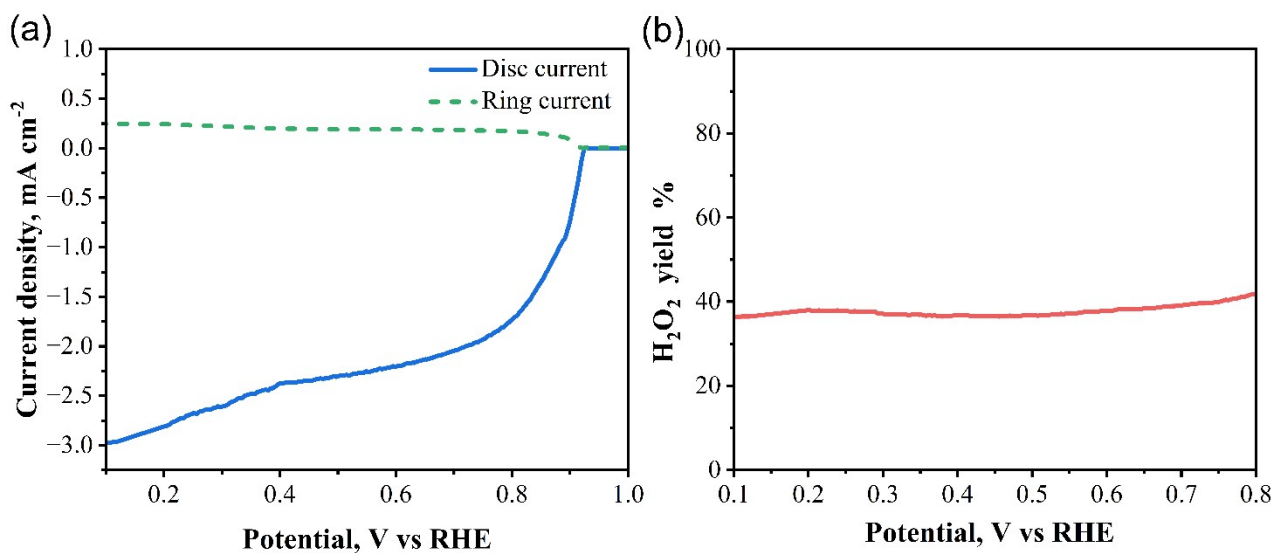 (a)
1.0
0.5
0.0
−0.5
−1.0
−1.5
−2.0
−2.5
−3.0
Current density, mA cm⁻²
Disc current
Ring current
0.2 0.4 0.6 0.8 1.0
Potential, V vs RHE
(b)
100
80
60
40
20
0
H₂O₂ yield %
0.1 0.2 0.3 0.4 0.5 0.6 0.7 0.8
Potential, V vs RHE